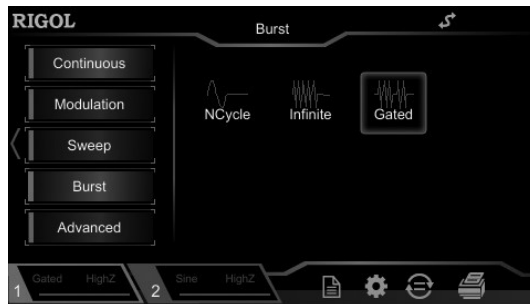 RIGOL
Burst
Continuous
Modulation
Sweep
Burst
Advanced
NCycle
Infinite
Gated
1
Gated
HighZ
2
Sine
HighZ